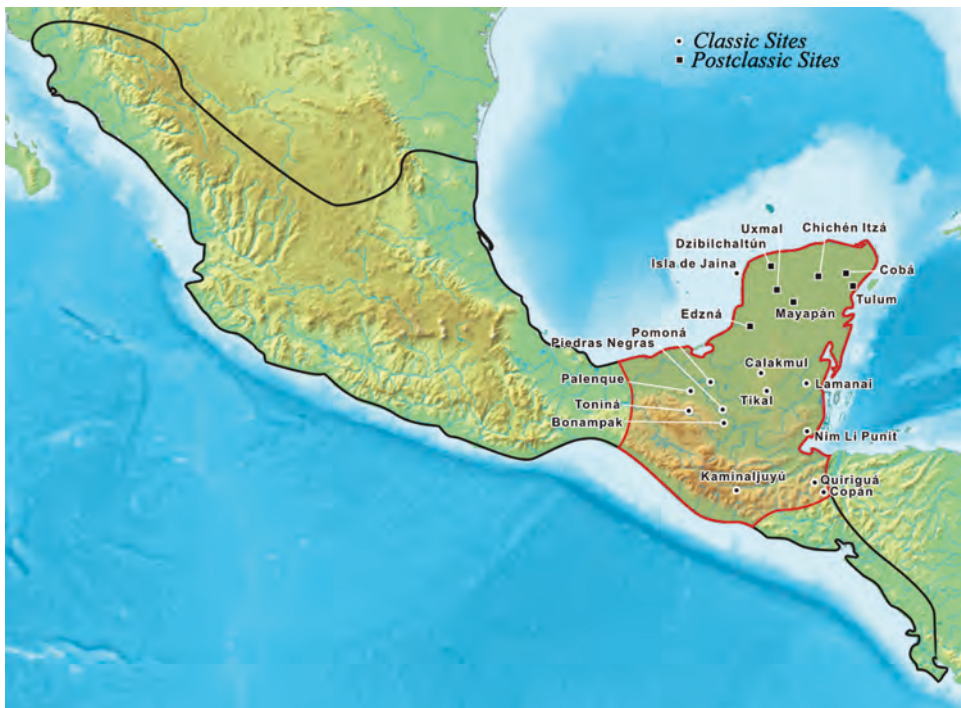 Classic Sites
Postclassic Sites
Uxmal
Chichén Itzá
Dzibilchaltún
Isla de Jaina
Cobá
Tulum
Mayapán
Edzná
Pomoná
Piedras Negras
Calakmul
Palenque
Lamanai
Tikal
Toniná
Bonampak
Nim Li Punit
Kaminaljuyú
Quiriguá
Copán